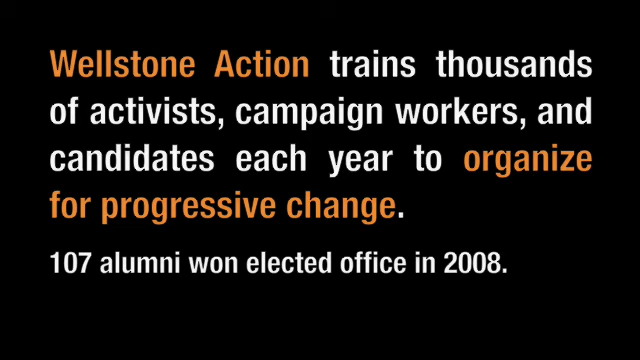 Wellstone Action trains thousands
of activists, campaign workers, and
candidates each year to organize
for progressive change.
107 alumni won elected office in 2008.